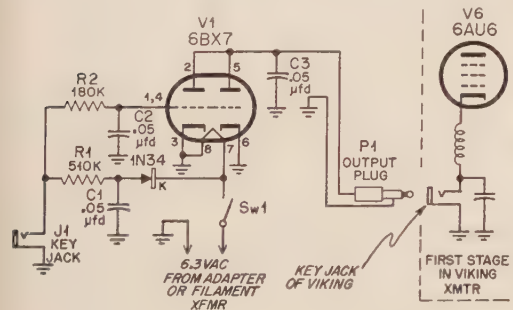 V1
6BX7
2
5
R2
180K
1,4
C2
.05
µfd
3
8
7
6
C3
.05
µfd
R1
510K
1N34
K
C1
.05
µfd
J1
KEY
JACK
Sw1
6.3VAC
FROM ADAPTER
OR FILAMENT
XFMR
P1
OUTPUT
PLUG
KEY JACK
OF VIKING
V6
6AU6
FIRST STAGE
IN VIKING
XMTR